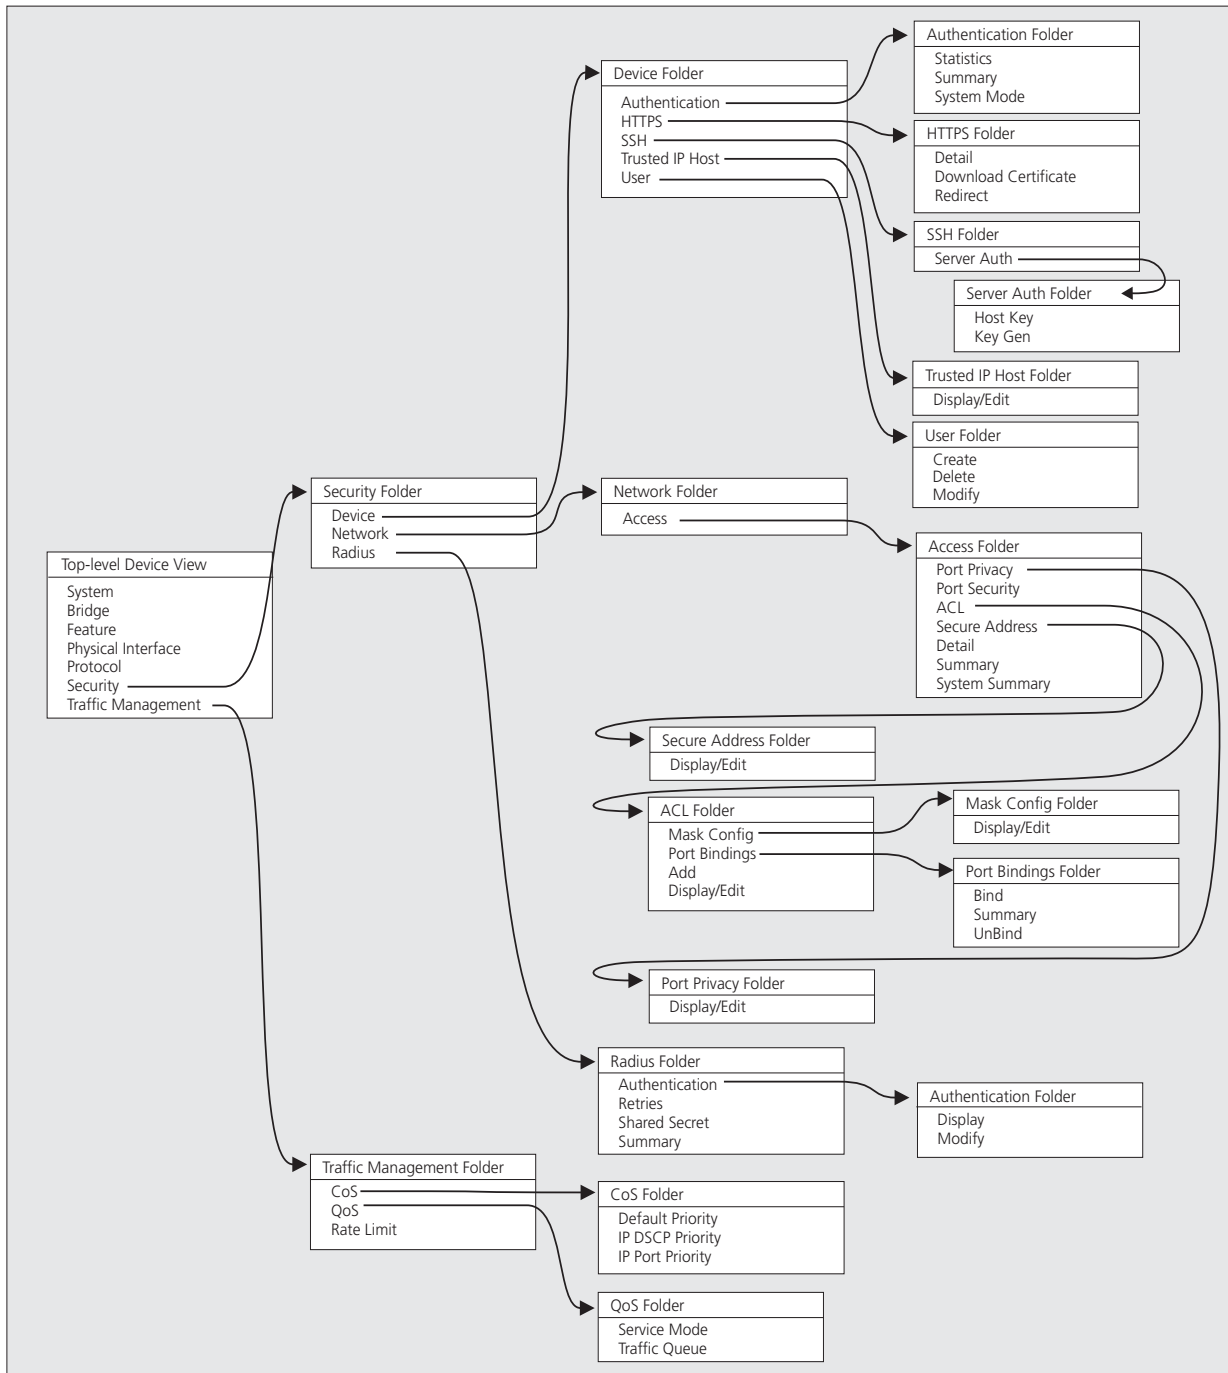 Top-level Device View
System
Bridge
Feature
Physical Interface
Protocol
Security
Traffic Management
Security Folder
Device
Network
Radius
Device Folder
Authentication
HTTPS
SSH
Trusted IP Host
User
Authentication Folder
Statistics
Summary
System Mode
HTTPS Folder
Detail
Download Certificate
Redirect
SSH Folder
Server Auth
Server Auth Folder
Host Key
Key Gen
Trusted IP Host Folder
Display/Edit
User Folder
Create
Delete
Modify
Network Folder
Access
Access Folder
Port Privacy
Port Security
ACL
Secure Address
Detail
Summary
System Summary
Secure Address Folder
Display/Edit
ACL Folder
Mask Config
Port Bindings
Add
Display/Edit
Mask Config Folder
Display/Edit
Port Bindings Folder
Bind
Summary
UnBind
Port Privacy Folder
Display/Edit
Radius Folder
Authentication
Retries
Shared Secret
Summary
Authentication Folder
Display
Modify
Traffic Management Folder
CoS
QoS
Rate Limit
CoS Folder
Default Priority
IP DSCP Priority
IP Port Priority
QoS Folder
Service Mode
Traffic Queue